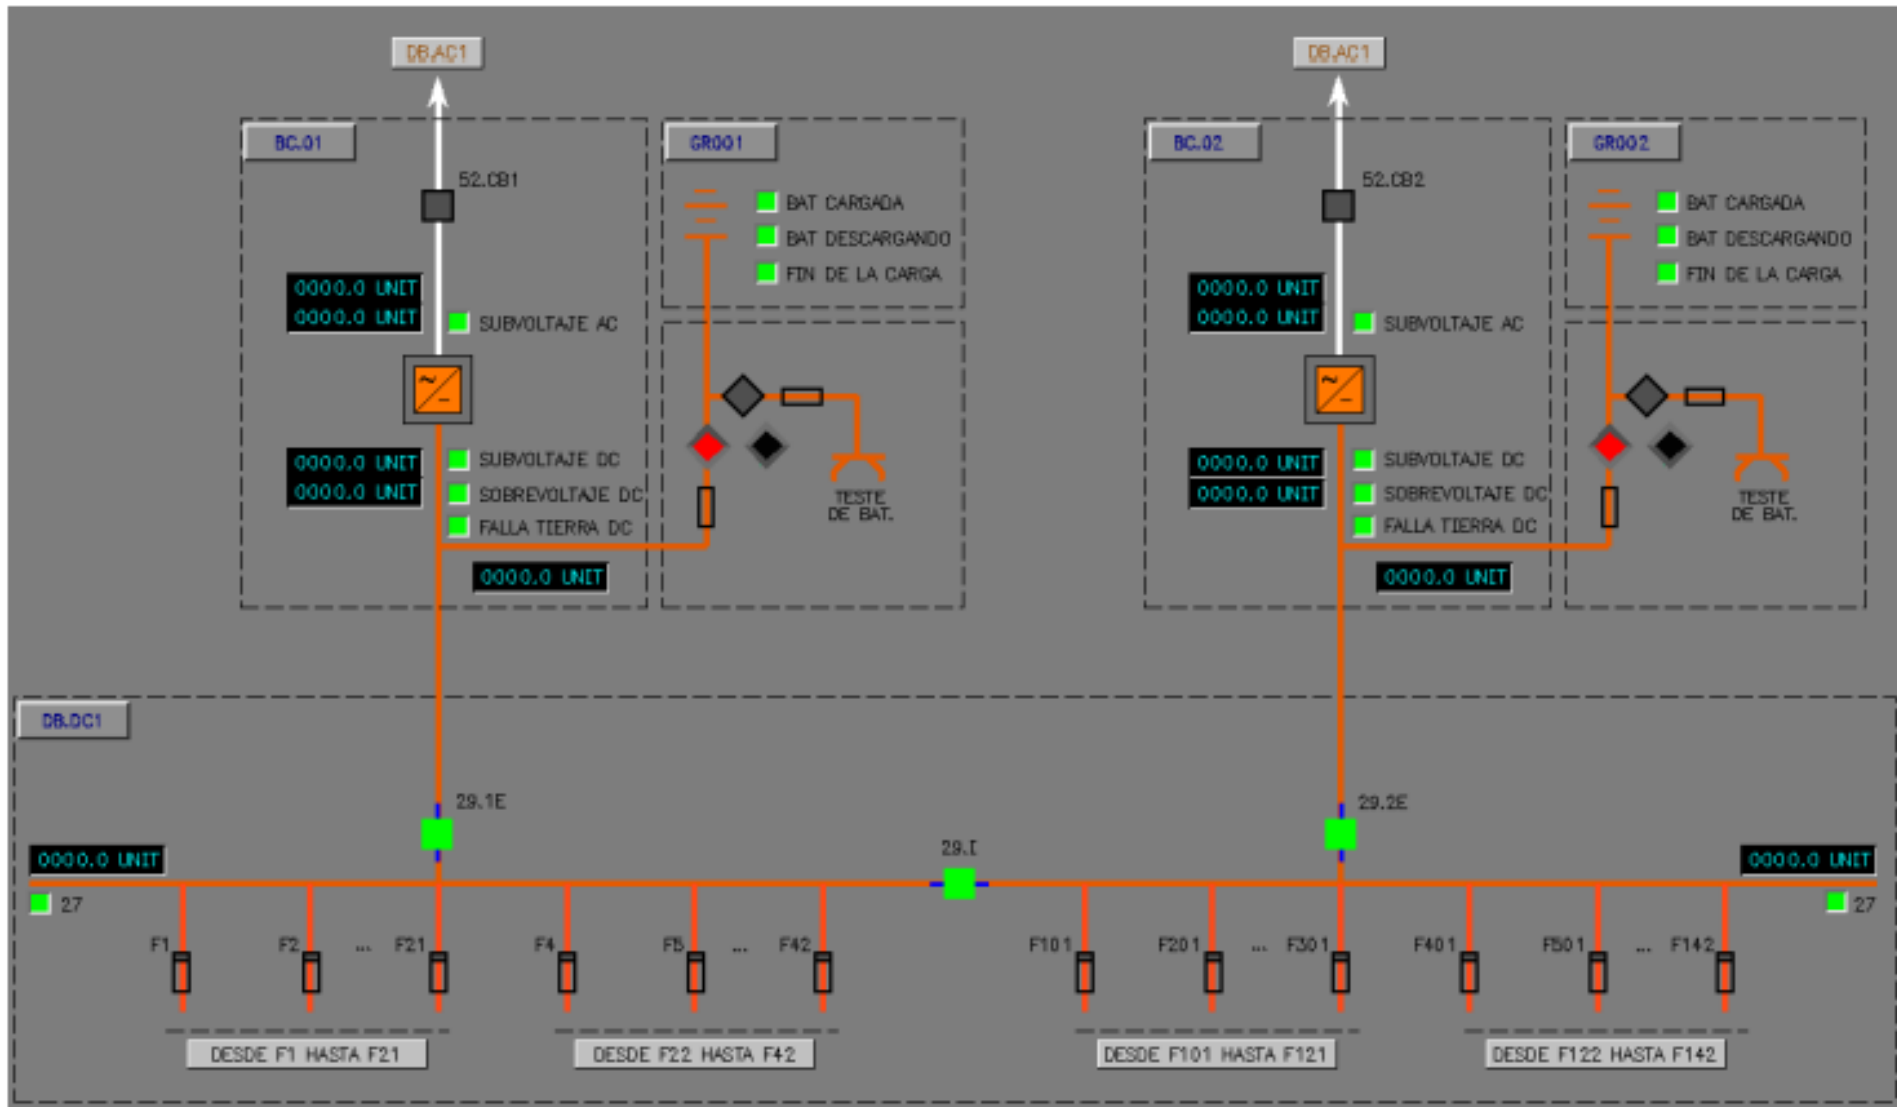 DB.AC1
DB.AC1
BC.01
GR001
BC.02
GR002
52.CB1
52.CB2
BAT CARGADA
BAT DESCARGANDO
FIN DE LA CARGA
BAT CARGADA
BAT DESCARGANDO
FIN DE LA CARGA
0000.0 UNIT
0000.0 UNIT
SUBVOLTAJE AC
0000.0 UNIT
0000.0 UNIT
SUBVOLTAJE AC
0000.0 UNIT
0000.0 UNIT
SUBVOLTAJE DC
SOBREVOLTAJE DC
FALLA TIERRA DC
TESTE
DE BAT.
0000.0 UNIT
0000.0 UNIT
0000.0 UNIT
SUBVOLTAJE DC
SOBREVOLTAJE DC
FALLA TIERRA DC
TESTE
DE BAT.
0000.0 UNIT
DB.DC1
29.1E
29.2E
0000.0 UNIT
29.I
0000.0 UNIT
27
27
F1 F2 ... F21 F4 F5 ... F42 F101 F201 ... F301 F401 F501 ... F142
DESDE F1 HASTA F21
DESDE F22 HASTA F42
DESDE F101 HASTA F121
DESDE F122 HASTA F142